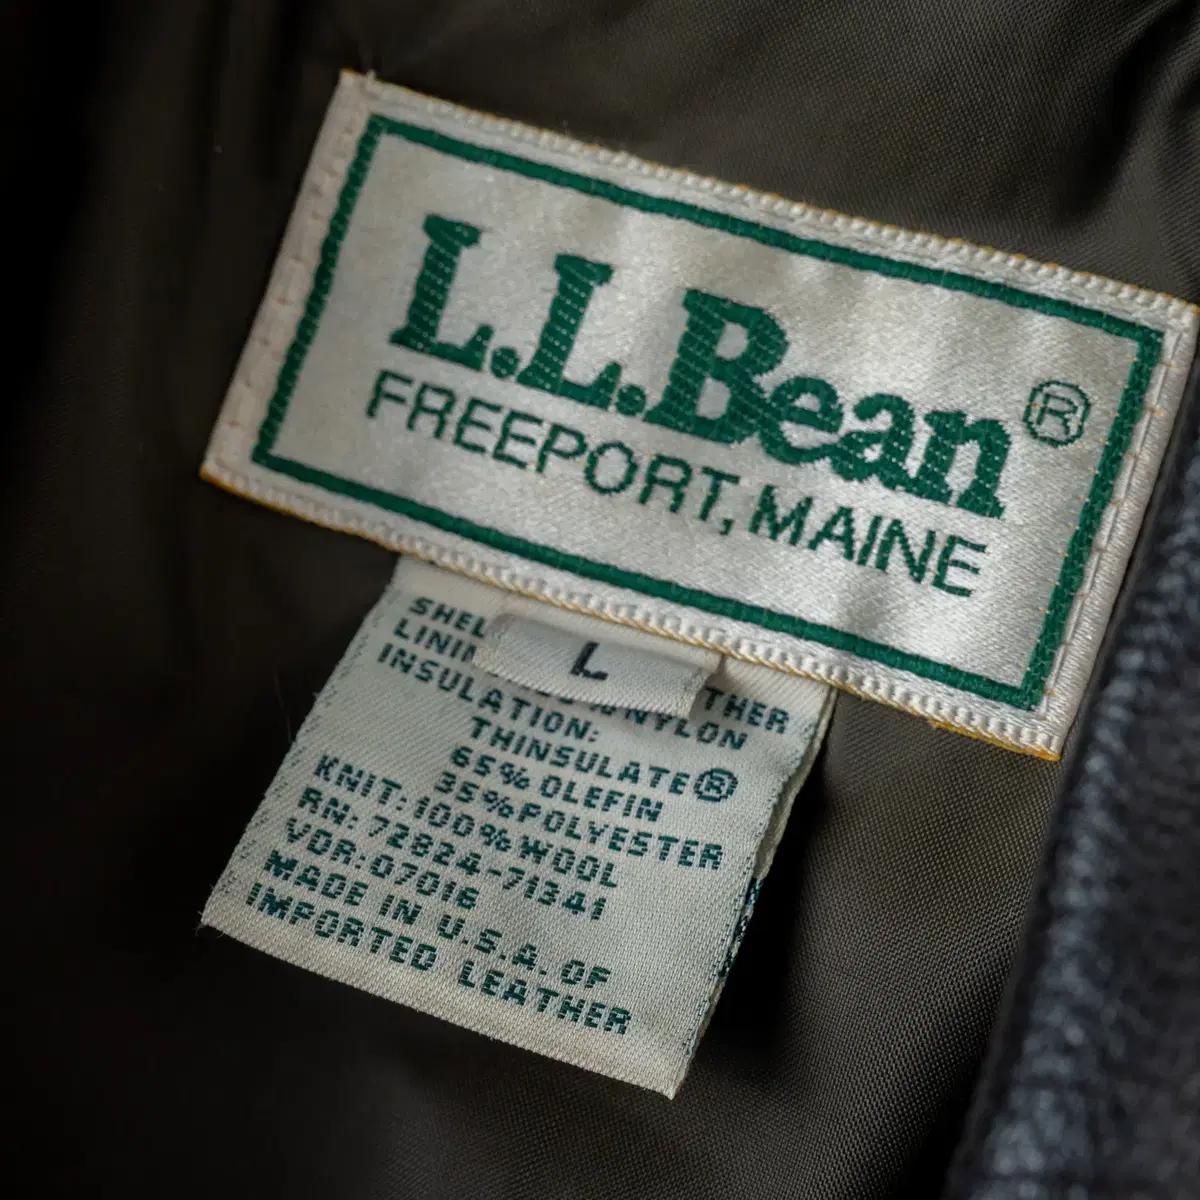 L.L.Bean®
FREEPORT, MAINE
L
THER
NYLON
INSULATION:
THINSULATE®
65% OLEFIN
35% POLYESTER
KNIT: 100% WOOL
RN: 72824-71341
VDR: 07016
MADE IN U.S.A. OF
IMPORTED LEATHER